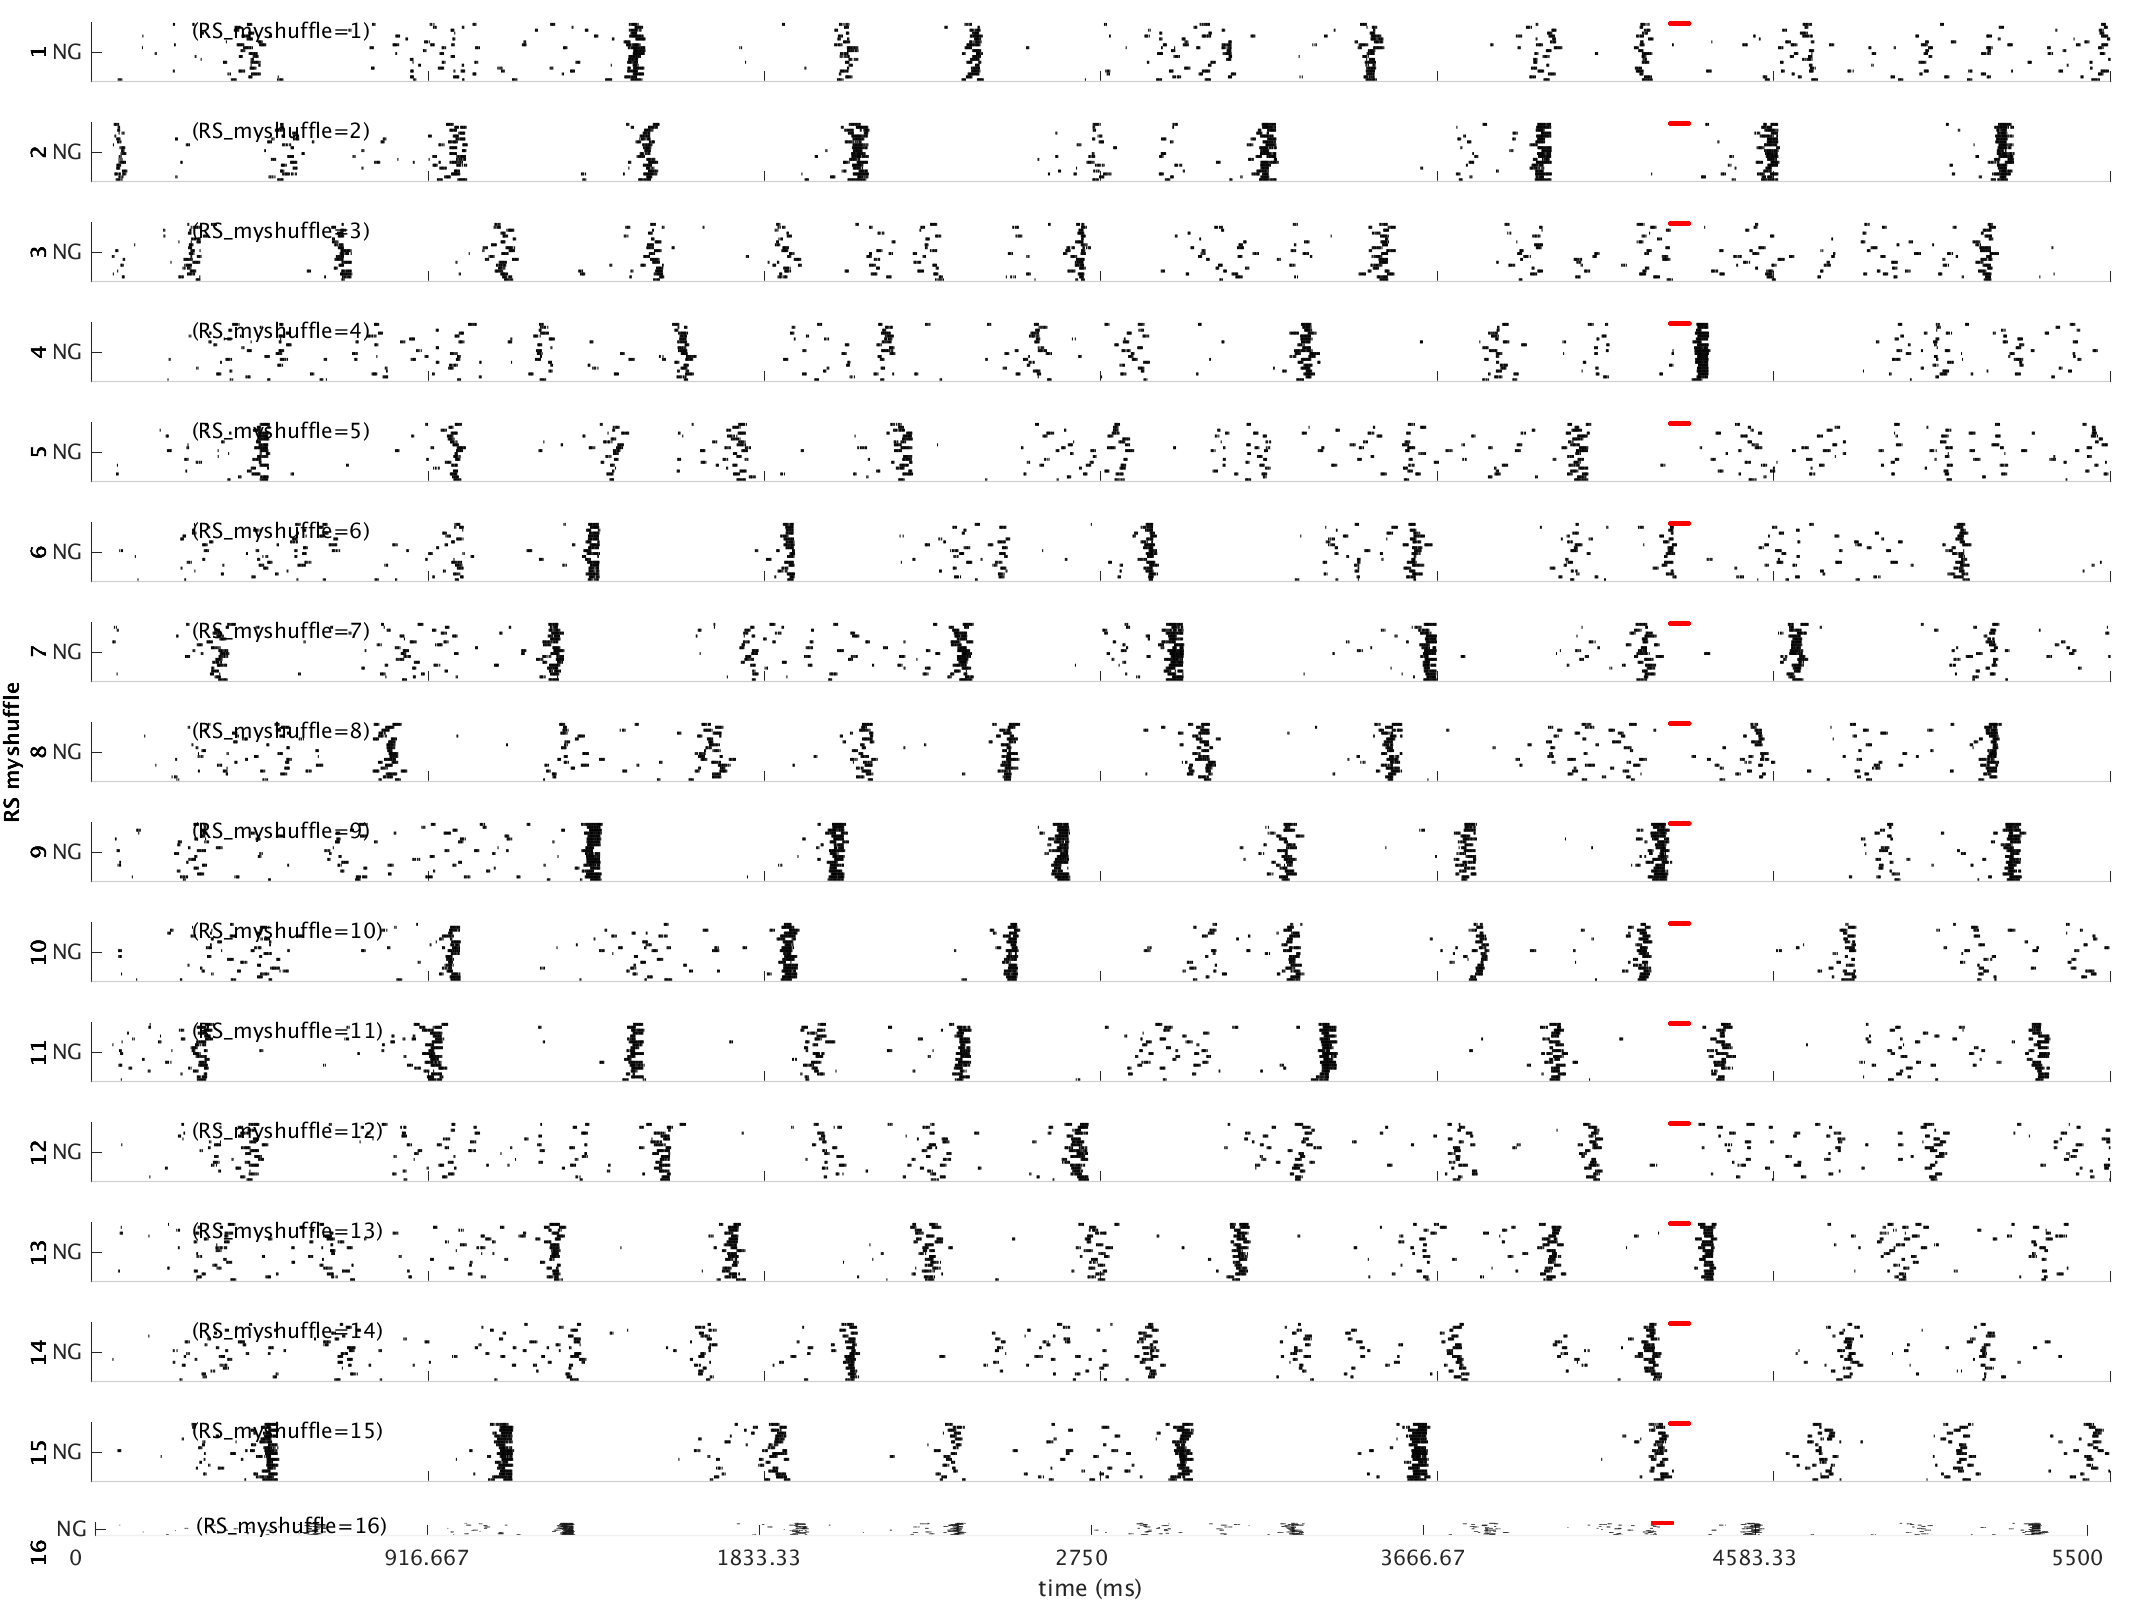 1 NG (RS_myshuffle=1)
2 NG (RS_myshuffle=2)
3 NG (RS_myshuffle=3)
4 NG (RS_myshuffle=4)
5 NG (RS_myshuffle=5)
6 NG (RS_myshuffle=6)
7 NG (RS_myshuffle=7)
RS myshuffle
8 NG (RS_myshuffle=8)
9 NG (RS_myshuffle=9)
10 NG (RS_myshuffle=10)
11 NG (RS_myshuffle=11)
12 NG (RS_myshuffle=12)
13 NG (RS_myshuffle=13)
14 NG (RS_myshuffle=14)
15 NG (RS_myshuffle=15)
16 NG (RS_myshuffle=16)
0 916.667 1833.33 2750 3666.67 4583.33 5500
time (ms)